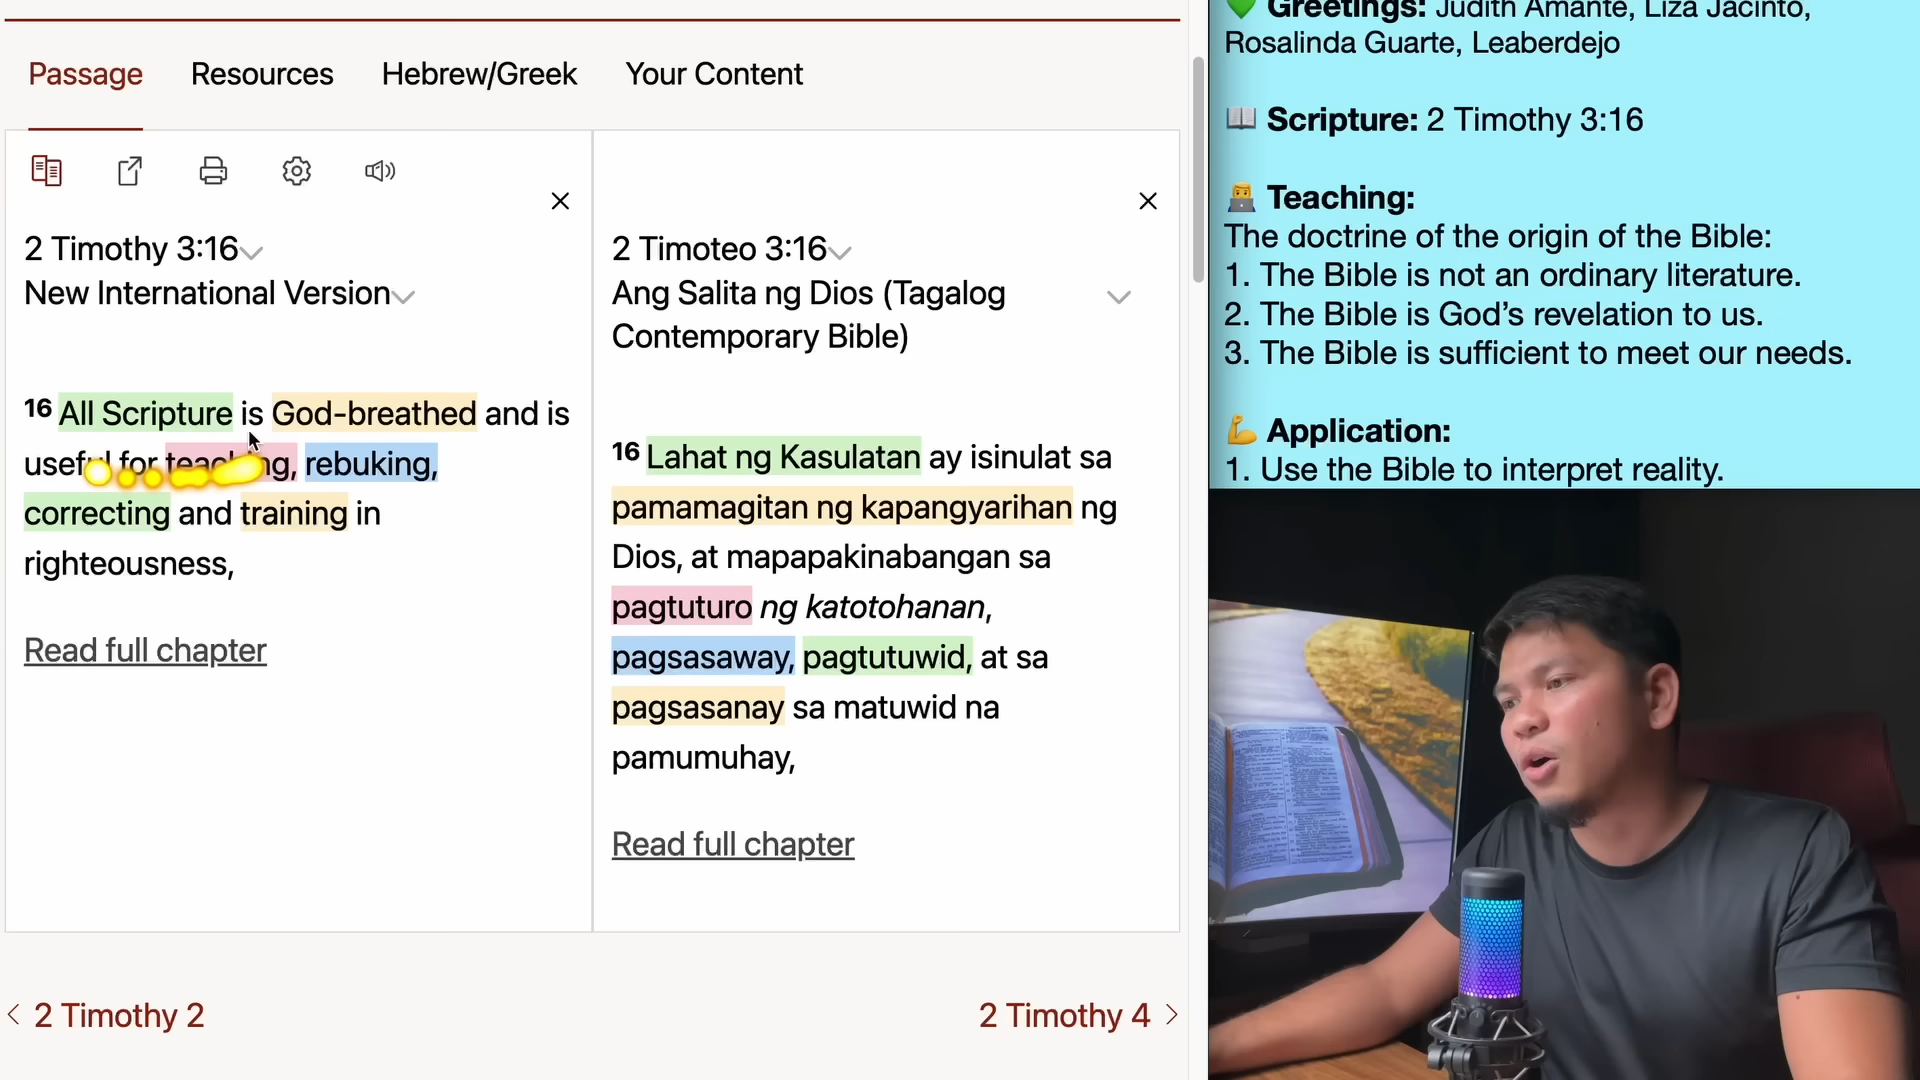 Passage Resources Hebrew/Greek Your Content
2 Timothy 3:16
New International Version
16 All Scripture is God-breathed and is
useful for teaching, rebuking,
correcting and training in
righteousness,
Read full chapter
2 Timoteo 3:16
Ang Salita ng Dios (Tagalog
Contemporary Bible)
16 Lahat ng Kasulatan ay isinulat sa
pamamagitan ng kapangyarihan ng
Dios, at mapapakinabangan sa
pagtuturo ng katotohanan,
pagsasaway, pagtutuwid, at sa
pagsasanay sa matuwid na
pamumuhay,
Read full chapter
2 Timothy 2
2 Timothy 4
Greetings: Judith Amante, Liza Jacinto,
Rosalinda Guarte, Leaberdejo
Scripture: 2 Timothy 3:16
Teaching:
The doctrine of the origin of the Bible:
1. The Bible is not an ordinary literature.
2. The Bible is God’s revelation to us.
3. The Bible is sufficient to meet our needs.
Application:
1. Use the Bible to interpret reality.